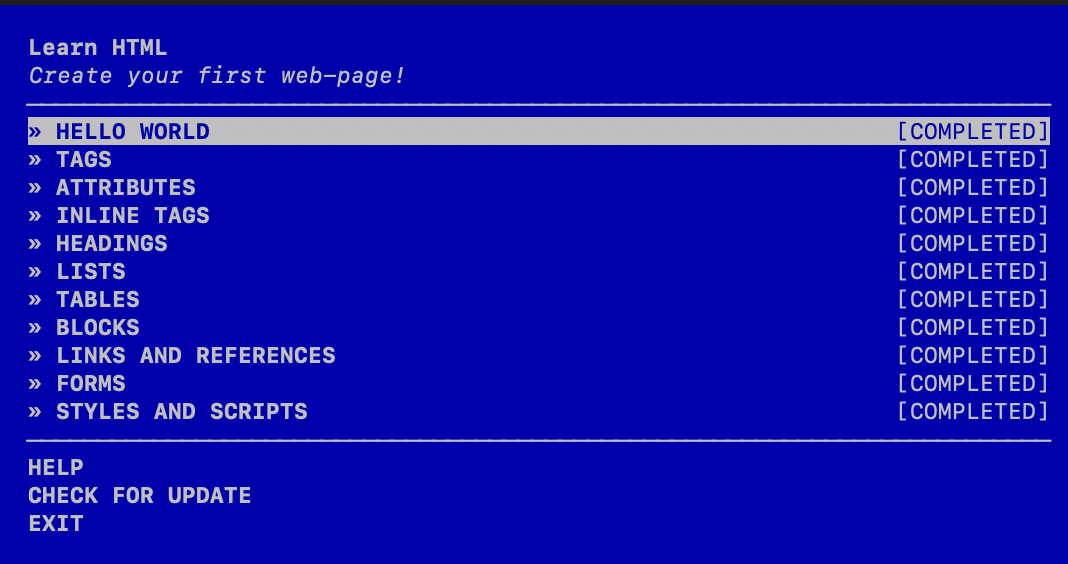 Learn HTML
Create your first web-page!
» HELLO WORLD [COMPLETED]
» TAGS [COMPLETED]
» ATTRIBUTES [COMPLETED]
» INLINE TAGS [COMPLETED]
» HEADINGS [COMPLETED]
» LISTS [COMPLETED]
» TABLES [COMPLETED]
» BLOCKS [COMPLETED]
» LINKS AND REFERENCES [COMPLETED]
» FORMS [COMPLETED]
» STYLES AND SCRIPTS [COMPLETED]
HELP
CHECK FOR UPDATE
EXIT